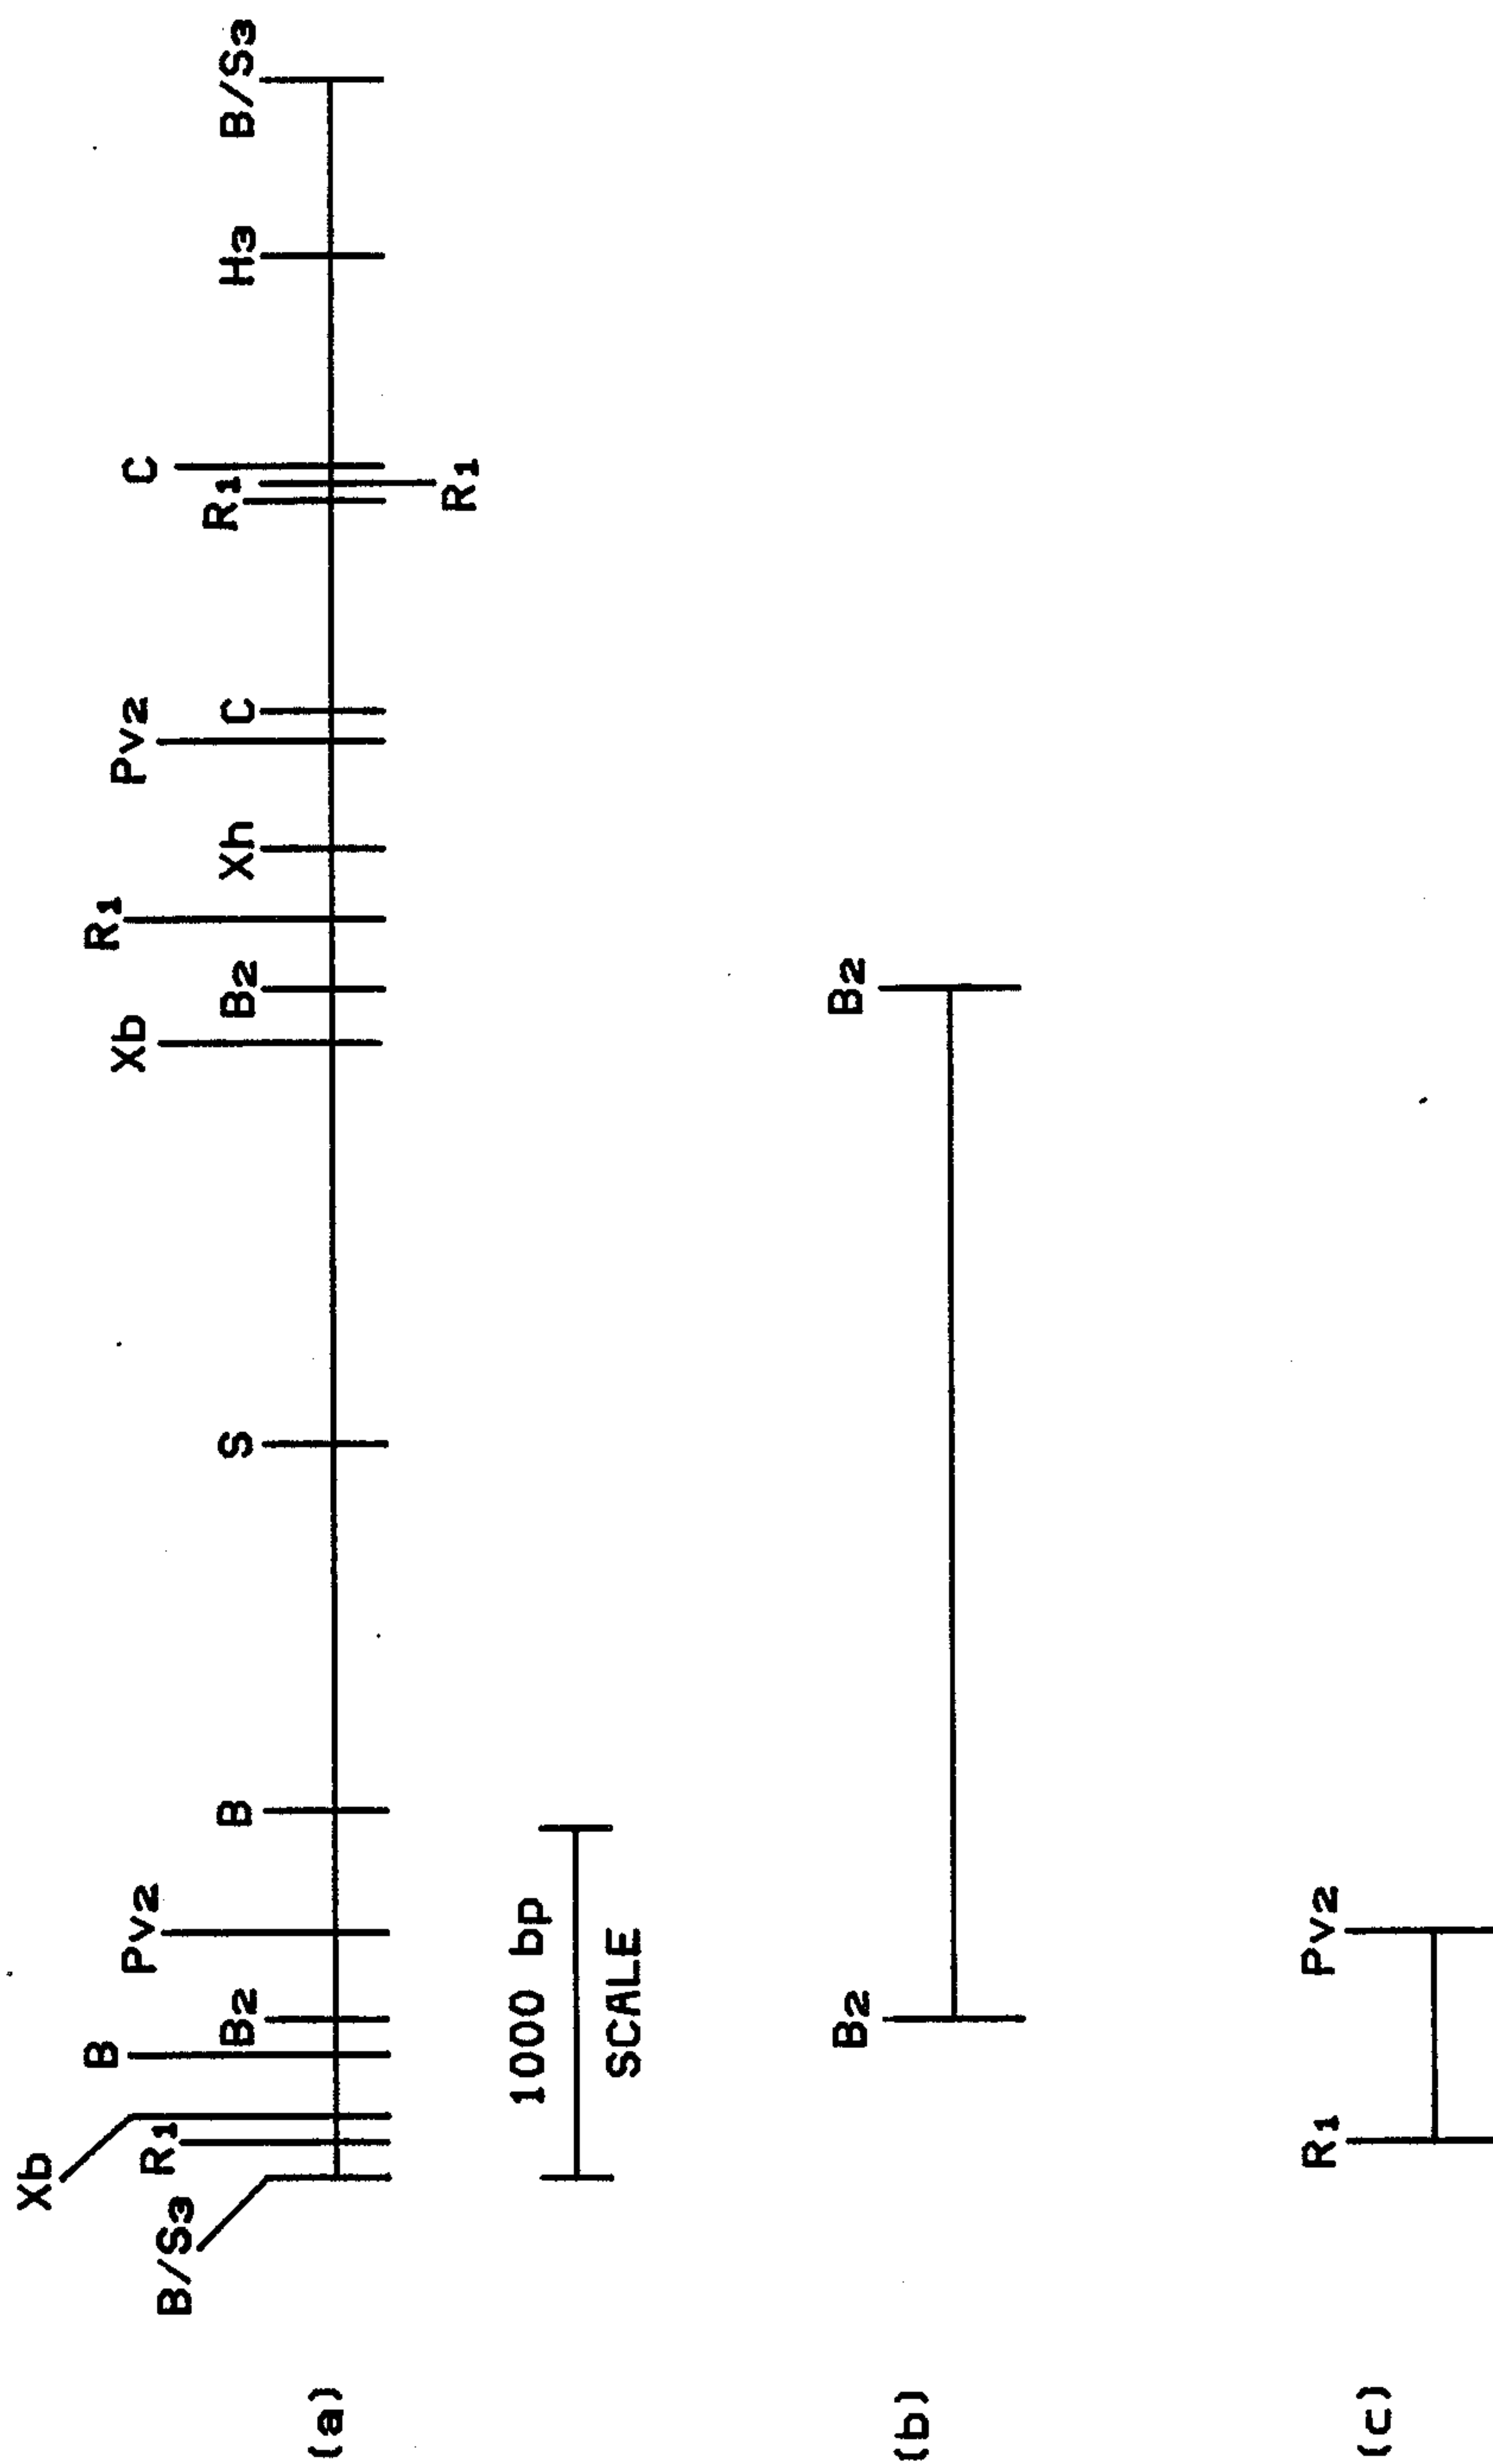 (a)
B/S3
Xb
R1
B
B2
Pv2
B
S
Xb
B2
R1
Xh
Pv2
C
R1
R1
C
H3
B/S3
1000 bp
SCALE
(b)
B2
B2
(c)
R1
Pv2